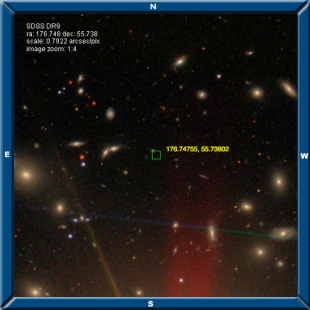 N
SDSS DR9
ra: 176.748 dec: 55.738
scale: 0.7922 arcsec/pix
image zoom: 1:4
176.74755, 55.73802
E
W
S